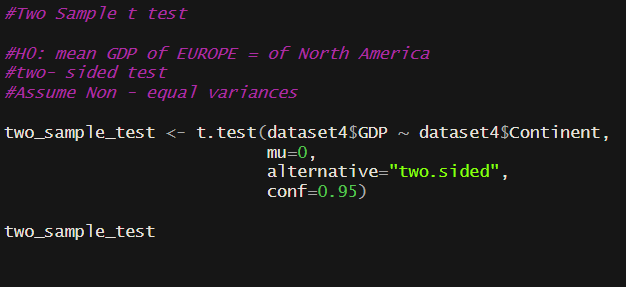 #Two Sample t test
#H0: mean GDP of EUROPE = of North America
#two- sided test
#Assume Non - equal variances
two_sample_test <- t.test(dataset4$GDP ~ dataset4$Continent,
mu=0,
alternative="two.sided",
conf=0.95)
two_sample_test